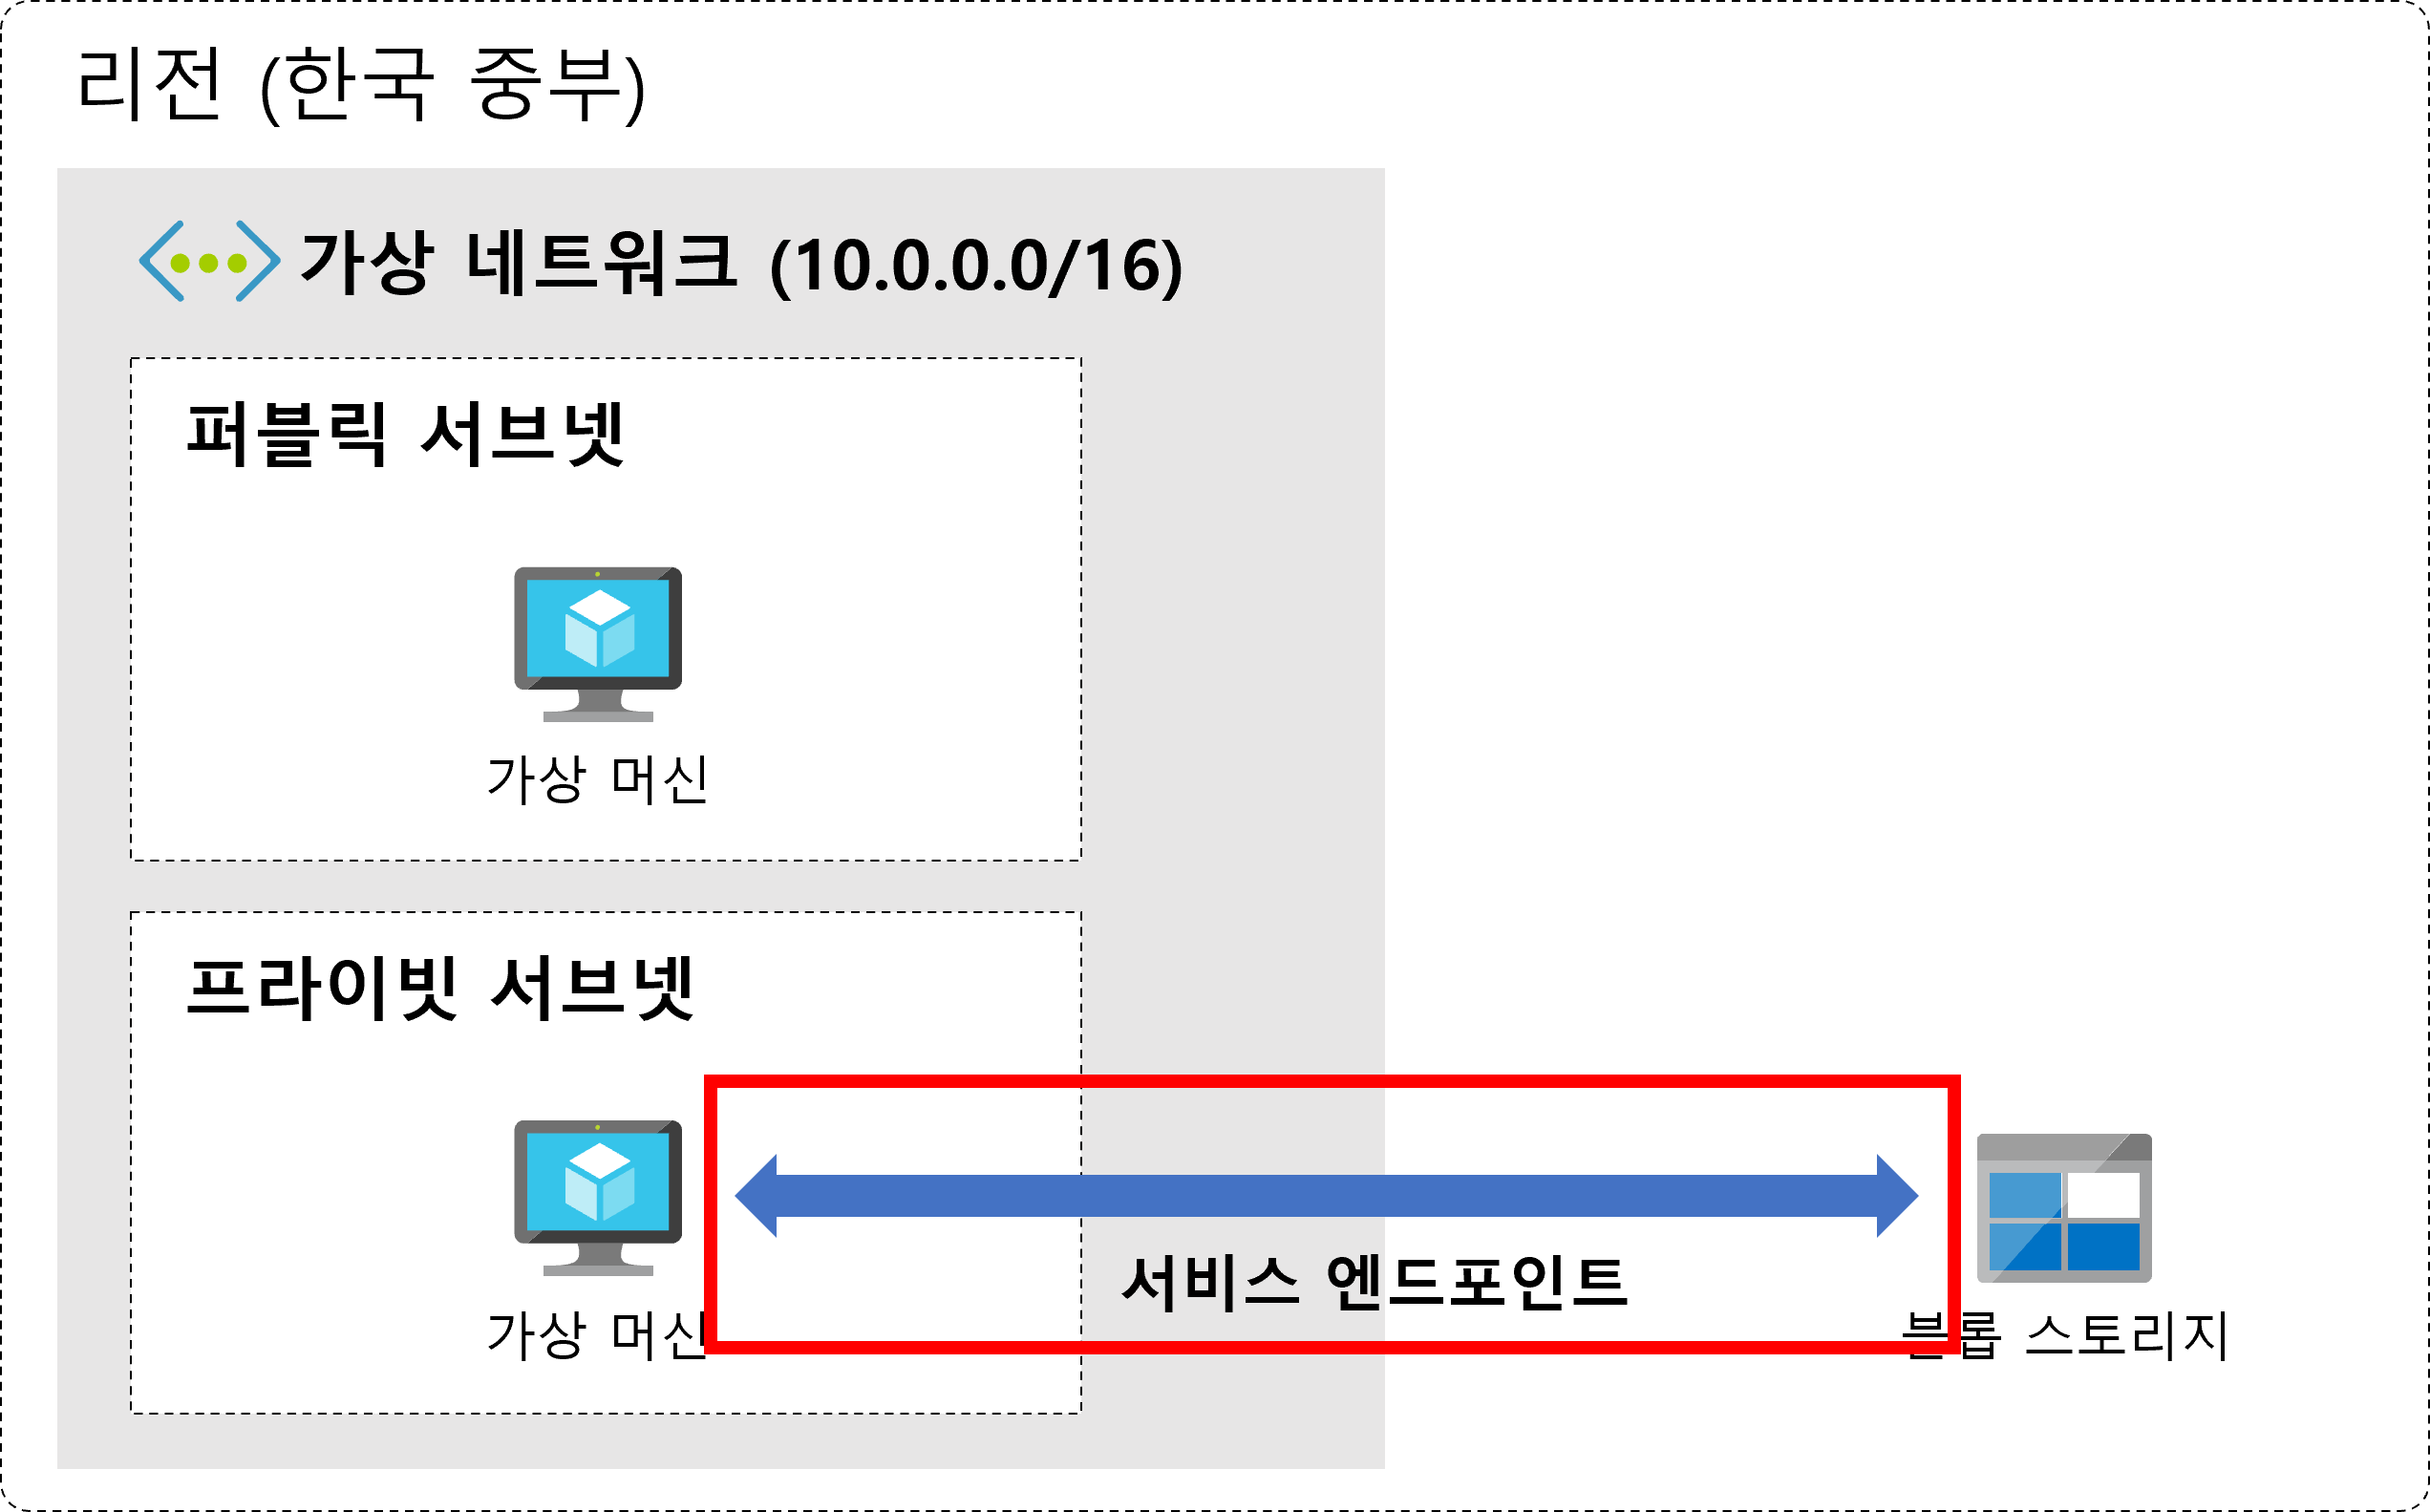 리전 (한국 중부)
가상 네트워크 (10.0.0.0/16)
퍼블릭 서브넷
가상 머신
프라이빗 서브넷
서비스 엔드포인트
가상 머신
블롭 스토리지